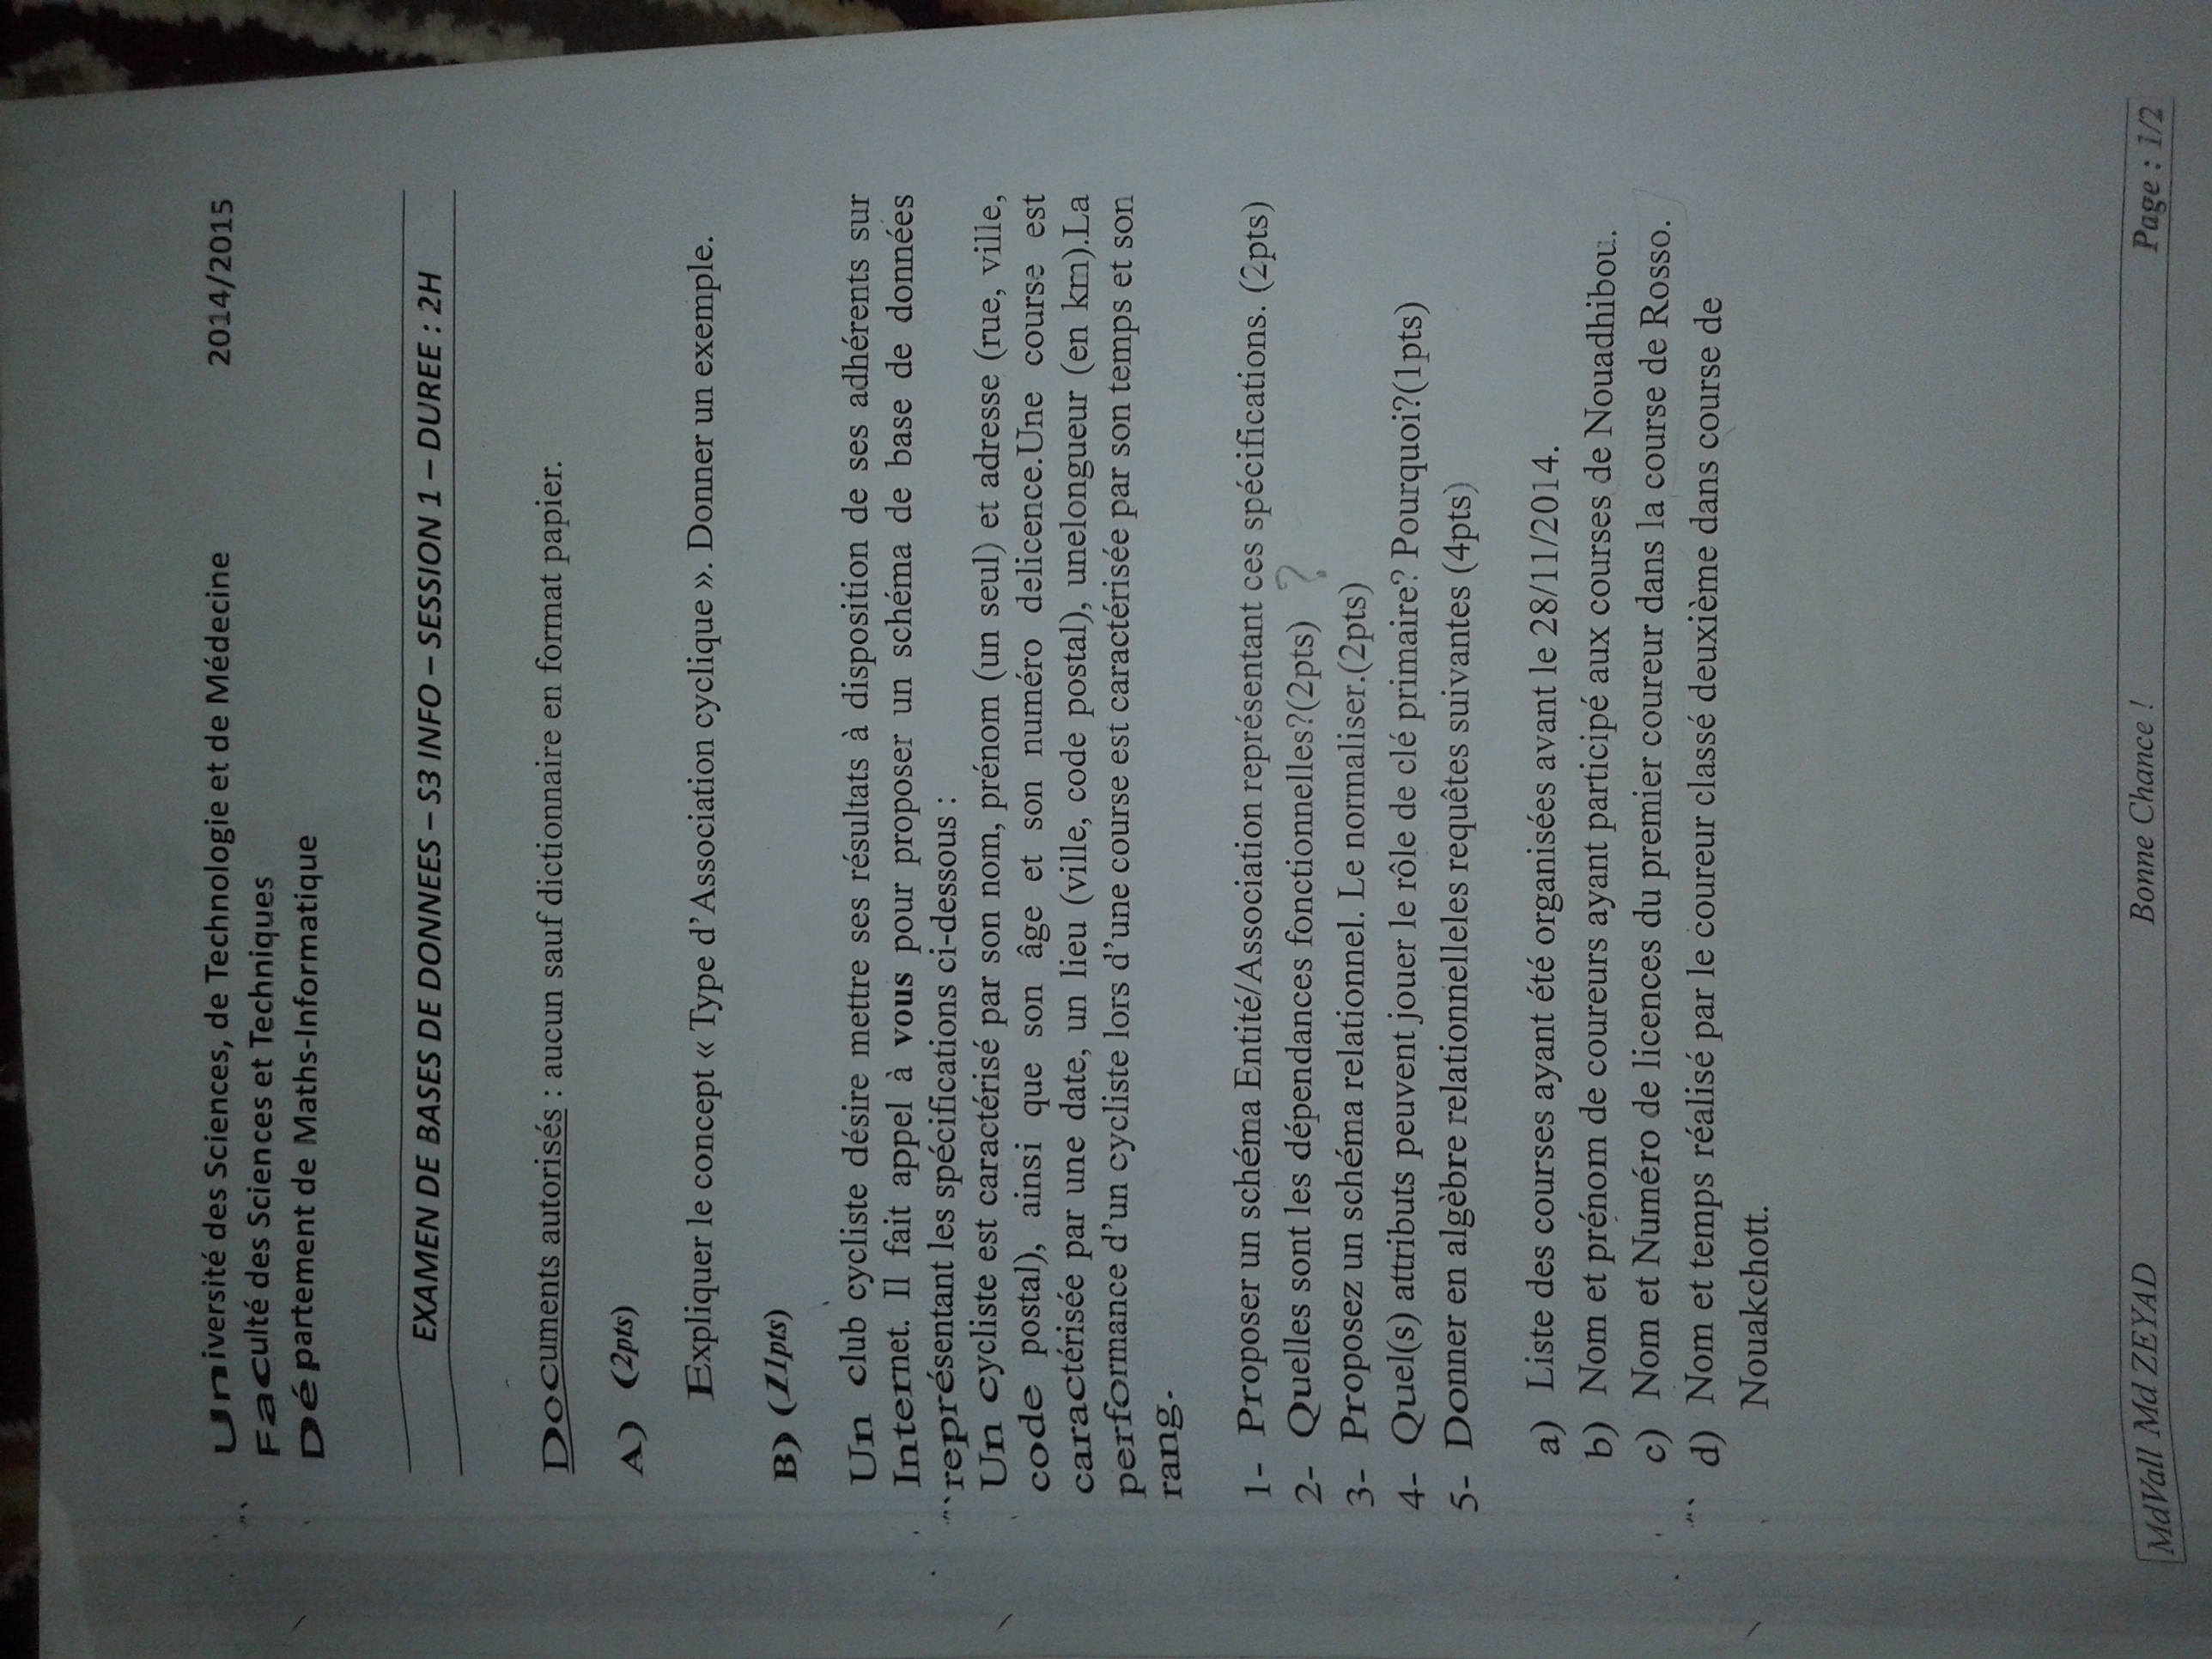 Université des Sciences, de Technologie et de Médecine 2014/2015
Faculté des Sciences et Techniques
Département de Maths-Informatique
EXAMEN DE BASES DE DONNEES – S3 INFO – SESSION 1 – DUREE : 2H
Documents autorisés : aucun sauf dictionnaire en format papier.
A) (2pts)
Expliquer le concept « Type d'Association cyclique ». Donner un exemple.
B) (11pts)
Un club cycliste désire mettre ses résultats à disposition de ses adhérents sur
Internet. Il fait appel à vous pour proposer un schéma de base de données
représentant les spécifications ci-dessous :
Un cycliste est caractérisé par son nom, prénom (un seul) et adresse (rue, ville,
code postal), ainsi que son âge et son numéro delicence.Une course est
caractérisée par une date, un lieu (ville, code postal), unelongueur (en km).La
performance d'un cycliste lors d'une course est caractérisée par son temps et son
rang.
1- Proposer un schéma Entité/Association représentant ces spécifications. (2pts)
2- Quelles sont les dépendances fonctionnelles?(2pts) ?
3- Proposez un schéma relationnel. Le normaliser.(2pts)
4- Quel(s) attributs peuvent jouer le rôle de clé primaire? Pourquoi?(1pts)
5- Donner en algèbre relationnelleles requêtes suivantes (4pts)
a) Liste des courses ayant été organisées avant le 28/11/2014.
b) Nom et prénom de coureurs ayant participé aux courses de Nouadhibou.
c) Nom et Numéro de licences du premier coureur dans la course de Rosso.
d) Nom et temps réalisé par le coureur classé deuxième dans course de
Nouakchott.
MdVall Md ZEYAD Bonne Chance ! Page : 1/2